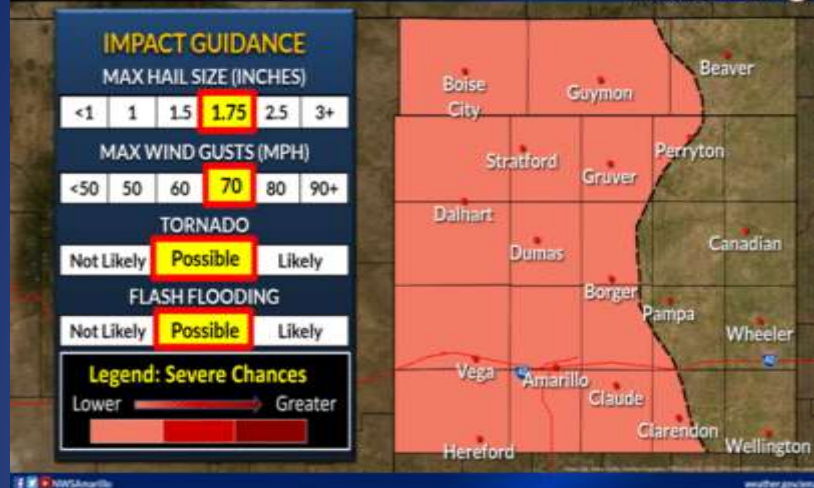 IMPACT GUIDANCE
MAX HAIL SIZE (INCHES)
<1 1 1.5 1.75 2.5 3+
MAX WIND GUSTS (MPH)
<50 50 60 70 80 90+
TORNADO
Not Likely Possible Likely
FLASH FLOODING
Not Likely Possible Likely
Legend: Severe Chances
Lower Greater
Boise City
Guymon
Beaver
Stratford
Gruver
Perryton
Dalhart
Dumas
Canadian
Borger
Pampa
Wheeler
Vega
40
Amarillo
40
Claude
Clarendon
Hereford
Wellington
NWSAmarillo